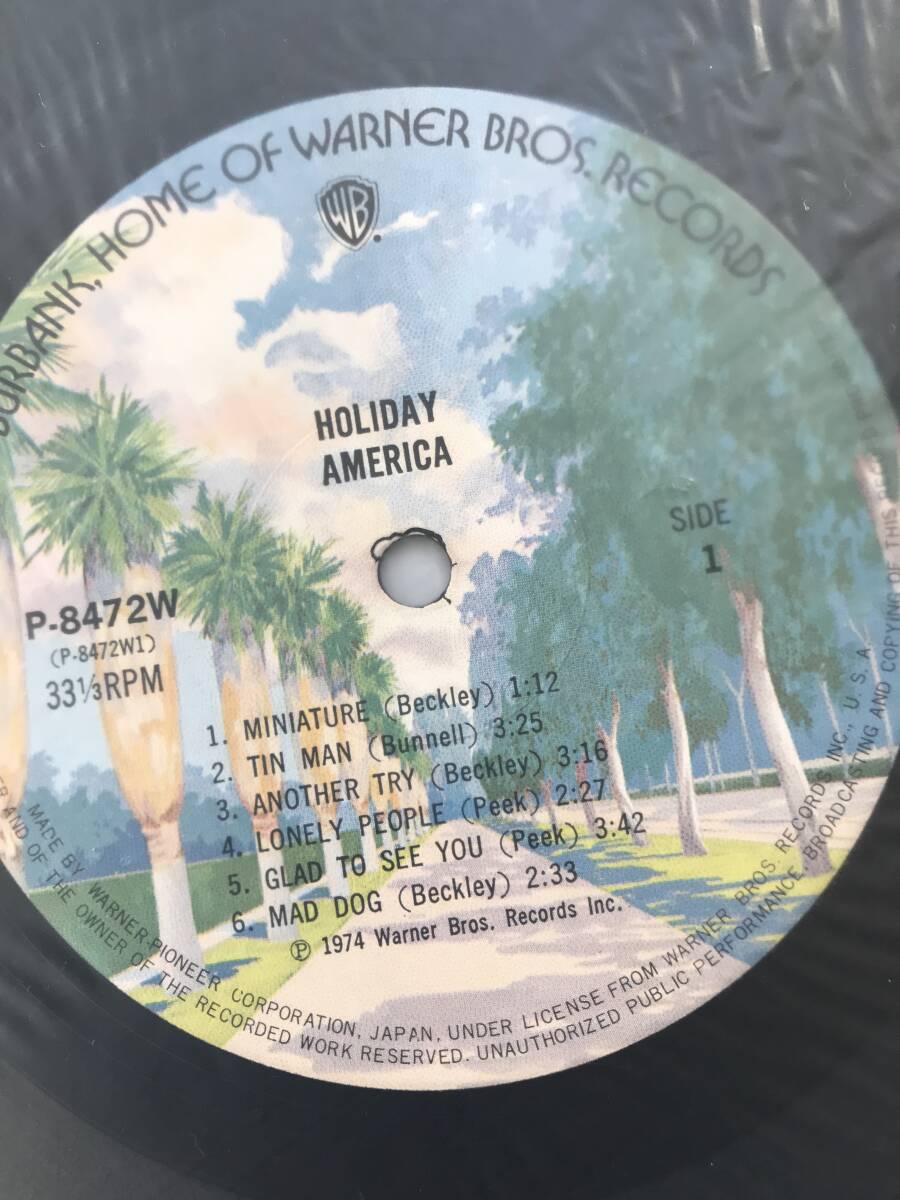 BURBANK, HOME OF WARNER BROS. RECORDS
WB
HOLIDAY
AMERICA
SIDE
1
P-8472W
(P-8472W1)
33⅓RPM
1. MINIATURE (Beckley) 1:12
2. TIN MAN (Bunnell) 3:25
3. ANOTHER TRY (Beckley) 3:16
4. LONELY PEOPLE (Peek) 2:27
5. GLAD TO SEE YOU (Peek) 3:42
6. MAD DOG (Beckley) 2:33
℗ 1974 Warner Bros. Records Inc.
MADE BY WARNER-PIONEER CORPORATION, JAPAN, UNDER LICENSE FROM WARNER BROS. RECORDS INC., U.S.A.
AND OF THE OWNER OF THE RECORDED WORK RESERVED. UNAUTHORIZED PUBLIC PERFORMANCE, BROADCASTING AND COPYING OF THIS